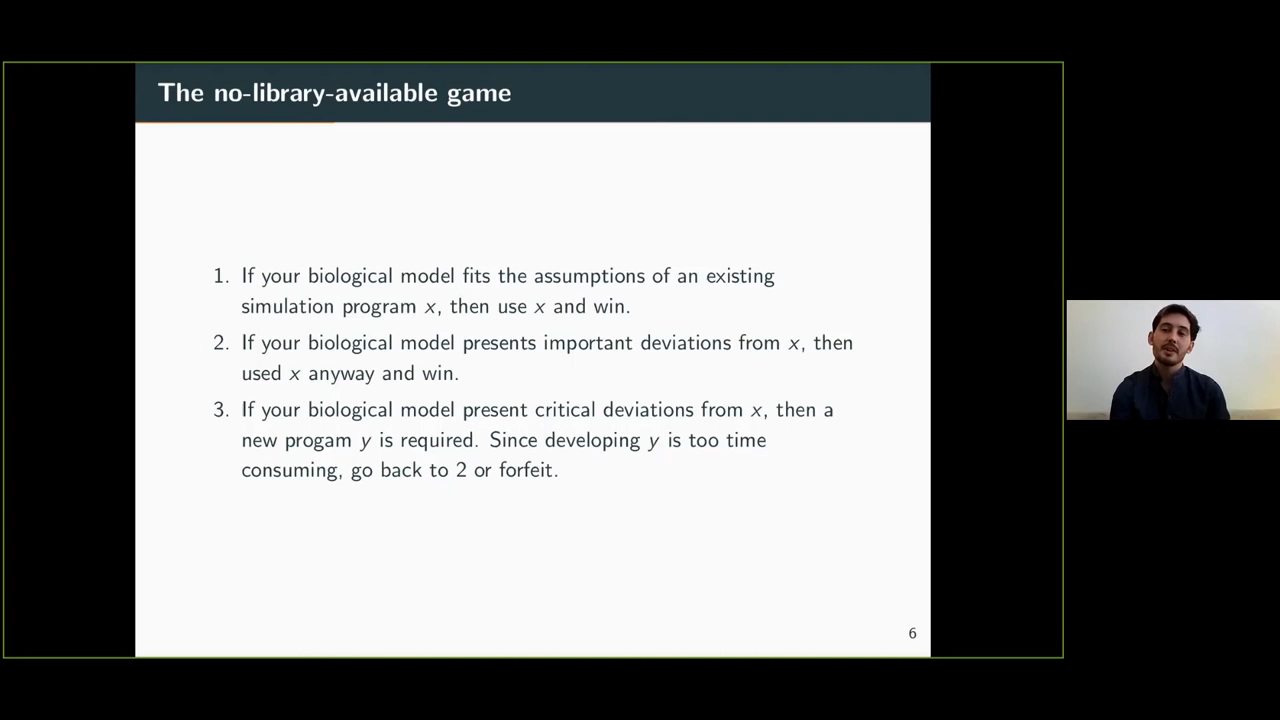 The no-library-available game
1. If your biological model fits the assumptions of an existing
simulation program x, then use x and win.
2. If your biological model presents important deviations from x, then
used x anyway and win.
3. If your biological model present critical deviations from x, then a
new progam y is required. Since developing y is too time
consuming, go back to 2 or forfeit.
6